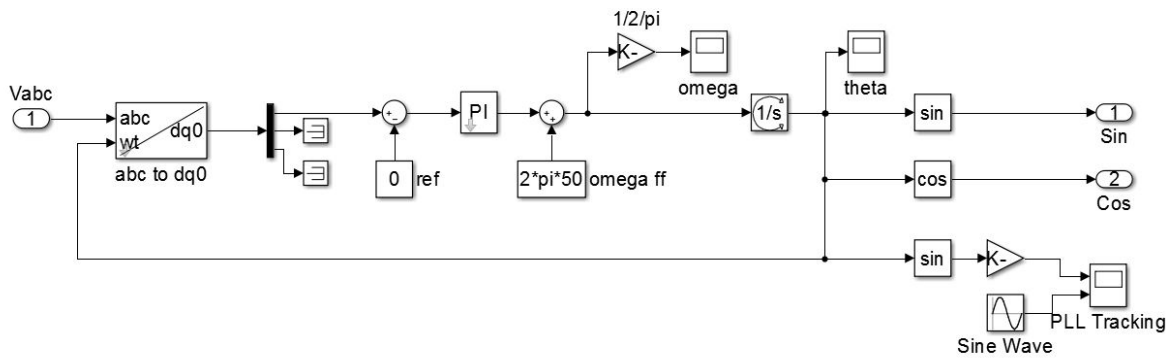 1/2/pi
K-
omega
theta
Vabc
1
abc
wt
dq0
abc to dq0
+
−
PI
+
+
1/s
sin
1
Sin
0
ref
2*pi*50
omega ff
cos
2
Cos
sin
K-
Sine Wave
PLL Tracking